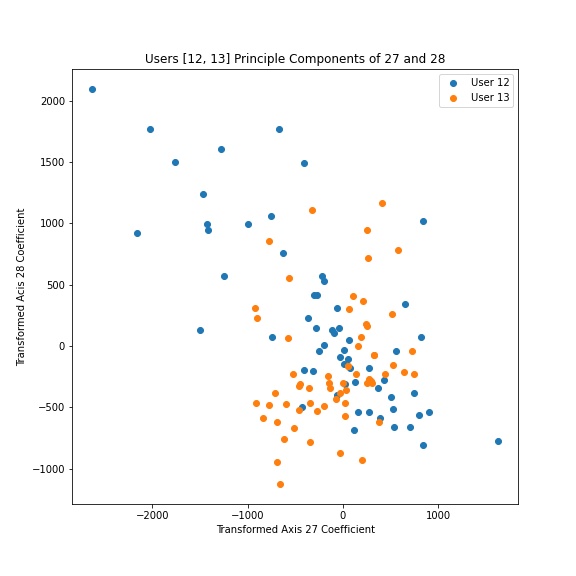 Users [12, 13] Principle Components of 27 and 28
User 12
User 13
2000
1500
1000
500
0
−500
−1000
Transformed Acis 28 Coefficient
−2000
−1000
0
1000
Transformed Axis 27 Coefficient